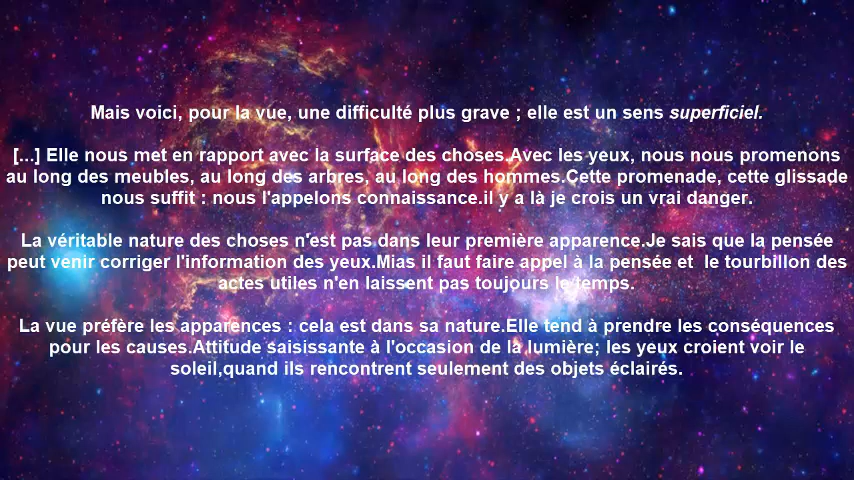 Mais voici, pour la vue, une difficulté plus grave ; elle est un sens superficiel.
[...] Elle nous met en rapport avec la surface des choses.Avec les yeux, nous nous promenons
au long des meubles, au long des arbres, au long des hommes.Cette promenade, cette glissade
nous suffit : nous l'appelons connaissance.il y a là je crois un vrai danger.
La véritable nature des choses n'est pas dans leur première apparence.Je sais que la pensée
peut venir corriger l'information des yeux.Mias il faut faire appel à la pensée et le tourbillon des
actes utiles n'en laissent pas toujours le temps.
La vue préfère les apparences : cela est dans sa nature.Elle tend à prendre les conséquences
pour les causes.Attitude saisissante à l'occasion de la lumière; les yeux croient voir le
soleil,quand ils rencontrent seulement des objets éclairés.